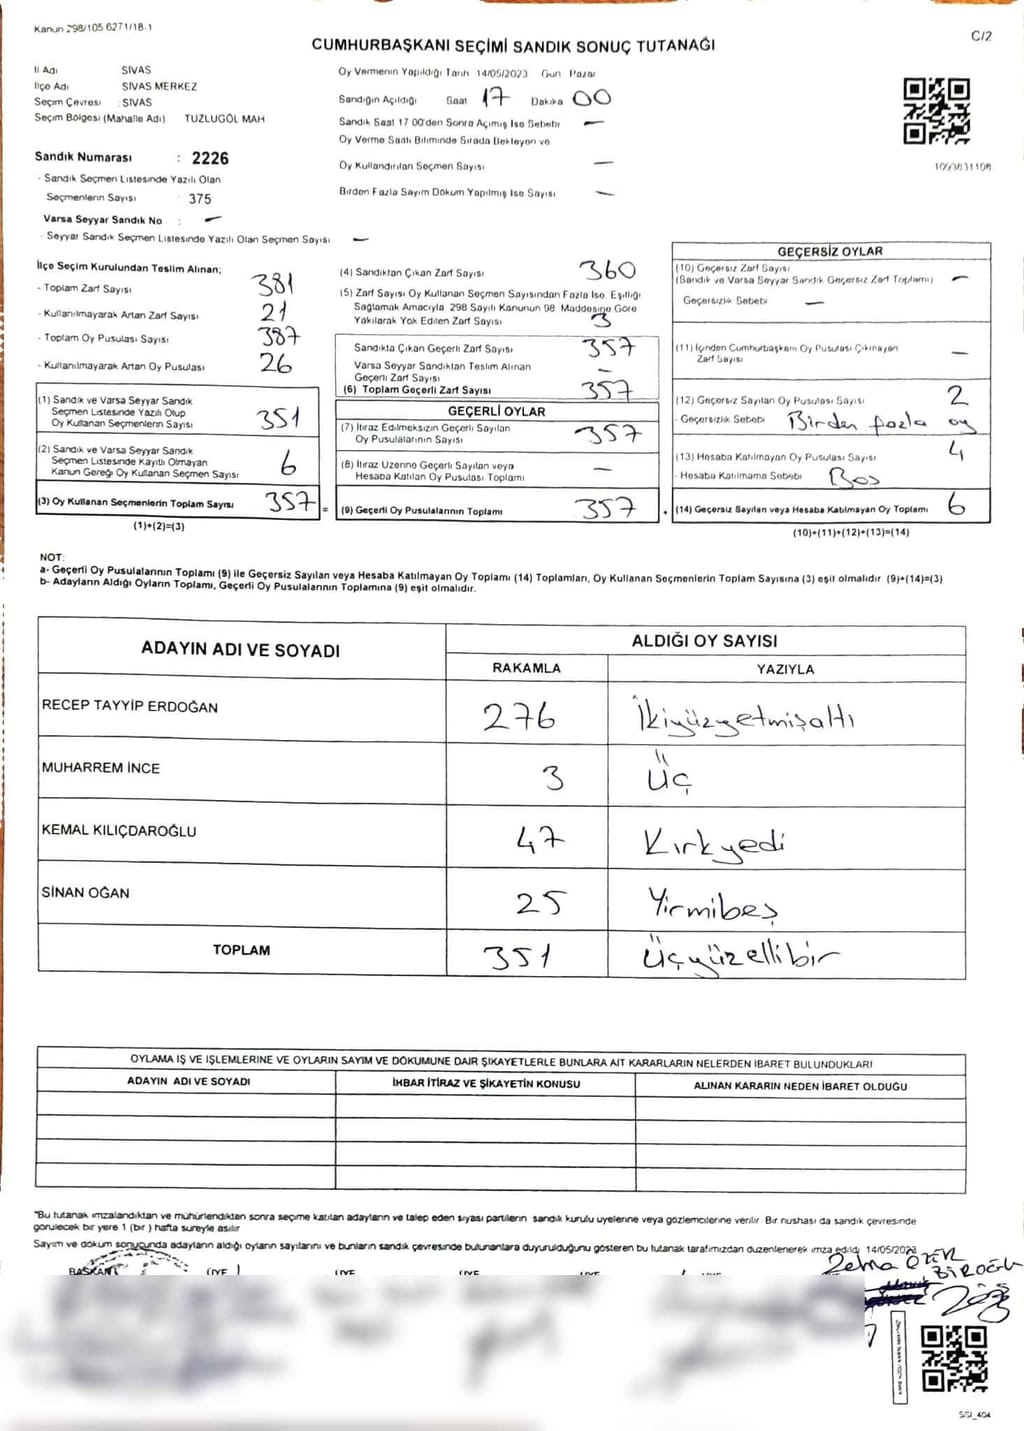 Kanun 298/105 6271/18-1
C/2
CUMHURBAŞKANI SEÇİMİ SANDIK SONUÇ TUTANAĞI
İl Adı SİVAS
İlçe Adı SİVAS MERKEZ
Seçim Çevresi : SİVAS
Seçim Bölgesi (Mahalle Adı) TUZLUGÖL MAH
Sandık Numarası : 2226
- Sandık Seçmen Listesinde Yazılı Olan
Seçmenlerin Sayısı 375
Varsa Seyyar Sandık No : —
- Seyyar Sandık Seçmen Listesinde Yazılı Olan Seçmen Sayısı —
Oy Vermenin Yapıldığı Tarih 14/05/2023 Gün Pazar
Sandığın Açıldığı Saat 17 Dakika 00
Sandık Saat 17 00'den Sonra Açılmış İse Sebebi —
Oy Verme Saati Bitiminde Sırada Bekleyen ve
Oy Kullandırılan Seçmen Sayısı —
Birden Fazla Sayım Döküm Yapılmış İse Sayısı —
1093831108
İlçe Seçim Kurulundan Teslim Alınan;
- Toplam Zarf Sayısı 381
- Kullanılmayarak Artan Zarf Sayısı 21
- Toplam Oy Pusulası Sayısı 387
- Kullanılmayarak Artan Oy Pusulası 26
(1) Sandık ve Varsa Seyyar Sandık
Seçmen Listesinde Yazılı Olup
Oy Kullanan Seçmenlerin Sayısı 351
(2) Sandık ve Varsa Seyyar Sandık
Seçmen Listesinde Kayıtlı Olmayan
Kanun Gereği Oy Kullanan Seçmen Sayısı 6
(3) Oy Kullanan Seçmenlerin Toplam Sayısı 357 =
(1)+(2)=(3)
(4) Sandıktan Çıkan Zarf Sayısı 360
(5) Zarf Sayısı Oy Kullanan Seçmen Sayısından Fazla İse Eşitliği
Sağlamak Amacıyla 298 Sayılı Kanunun 98 Maddesine Göre
Yakılarak Yok Edilen Zarf Sayısı 3
Sandıkta Çıkan Geçerli Zarf Sayısı 357
Varsa Seyyar Sandıktan Teslim Alınan
Geçerli Zarf Sayısı —
(6) Toplam Geçerli Zarf Sayısı 357
GEÇERLİ OYLAR
(7) İtiraz Edilmeksizin Geçerli Sayılan
Oy Pusulalarının Sayısı 357
(8) İtiraz Üzerine Geçerli Sayılan veya
Hesaba Katılan Oy Pusulası Toplamı —
(9) Geçerli Oy Pusulalarının Toplamı 357 +
GEÇERSİZ OYLAR
(10) Geçersiz Zarf Sayısı
(Sandık ve Varsa Seyyar Sandık Geçersiz Zarf Toplamı) —
Geçersizlik Sebebi —
(11) İçinden Cumhurbaşkanı Oy Pusulası Çıkmayan
Zarf Sayısı —
(12) Geçersiz Sayılan Oy Pusulası Sayısı 2
- Geçersizlik Sebebi Birden fazla oy
(13) Hesaba Katılmayan Oy Pusulası Sayısı 4
- Hesaba Katılmama Sebebi Boş
(14) Geçersiz Sayılan veya Hesaba Katılmayan Oy Toplamı 6
(10)+(11)+(12)+(13)=(14)
NOT:
a- Geçerli Oy Pusulalarının Toplamı (9) ile Geçersiz Sayılan veya Hesaba Katılmayan Oy Toplamı (14) Toplamları, Oy Kullanan Seçmenlerin Toplam Sayısına (3) eşit olmalıdır. (9)+(14)=(3)
b- Adayların Aldığı Oyların Toplamı, Geçerli Oy Pusulalarının Toplamına (9) eşit olmalıdır.
ADAYIN ADI VE SOYADI ALDIĞI OY SAYISI
RAKAMLA YAZIYLA
RECEP TAYYİP ERDOĞAN 276 İkiyüzyetmişaltı
MUHARREM İNCE 3 Üç
KEMAL KILIÇDAROĞLU 47 Kırkyedi
SİNAN OĞAN 25 Yirmibeş
TOPLAM 351 Üçyüzellibir
OYLAMA İŞ VE İŞLEMLERİNE VE OYLARIN SAYIM VE DÖKÜMÜNE DAİR ŞİKAYETLERLE BUNLARA AİT KARARLARIN NELERDEN İBARET BULUNDUKLARI
ADAYIN ADI VE SOYADI İHBAR İTİRAZ VE ŞİKAYETİN KONUSU ALINAN KARARIN NEDEN İBARET OLDUĞU
*Bu tutanak imzalandıktan ve mühürlendikten sonra seçime katılan adayların ve talep eden siyasi partilerin sandık kurulu üyelerine veya gözlemcilerine verilir Bir nüshası da sandık çevresinde
görülecek bir yere 1 (bir ) hafta süreyle asılır
Sayım ve döküm sonucunda adayların aldığı oyların sayılarını ve bunların sandık çevresinde bulunanlara duyurulduğunu gösteren bu tutanak tarafımızdan düzenlenerek imza edildi 14/05/2023
BAŞKAN ÜYE ÜYE ÜYE ÜYE
BİROĞLU
SSİ_404